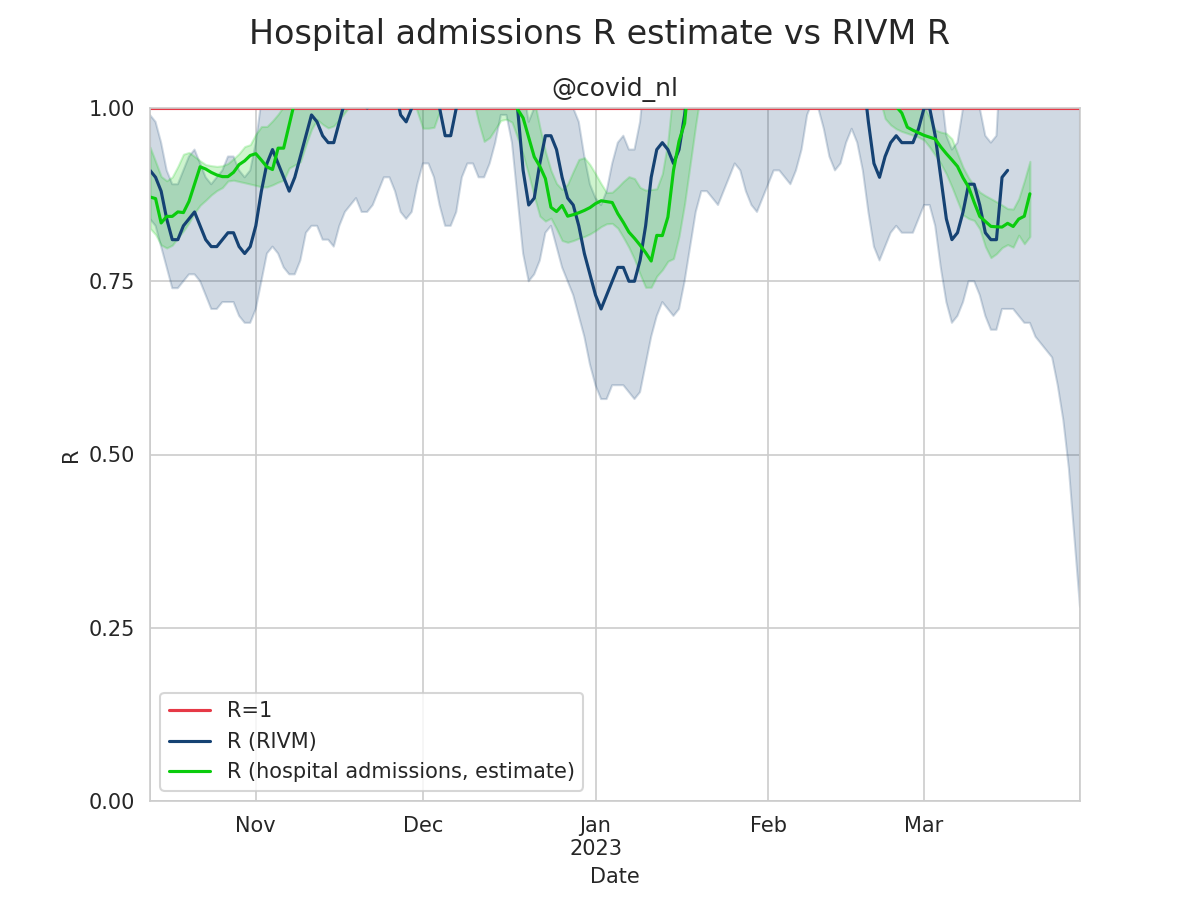 Hospital admissions R estimate vs RIVM R
@covid_nl
1.00
0.75
0.50
0.25
0.00
R
R=1
R (RIVM)
R (hospital admissions, estimate)
Nov Dec Jan Feb Mar
2023
Date